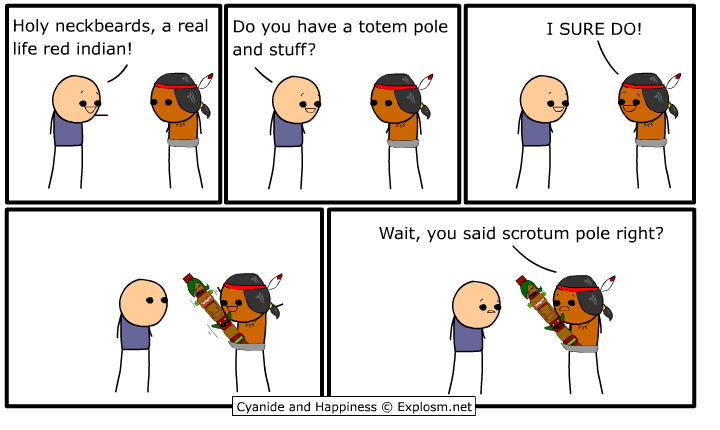 Holy neckbeards, a real
life red indian!
Do you have a totem pole
and stuff?
I SURE DO!
Wait, you said scrotum pole right?
Cyanide and Happiness © Explosm.net